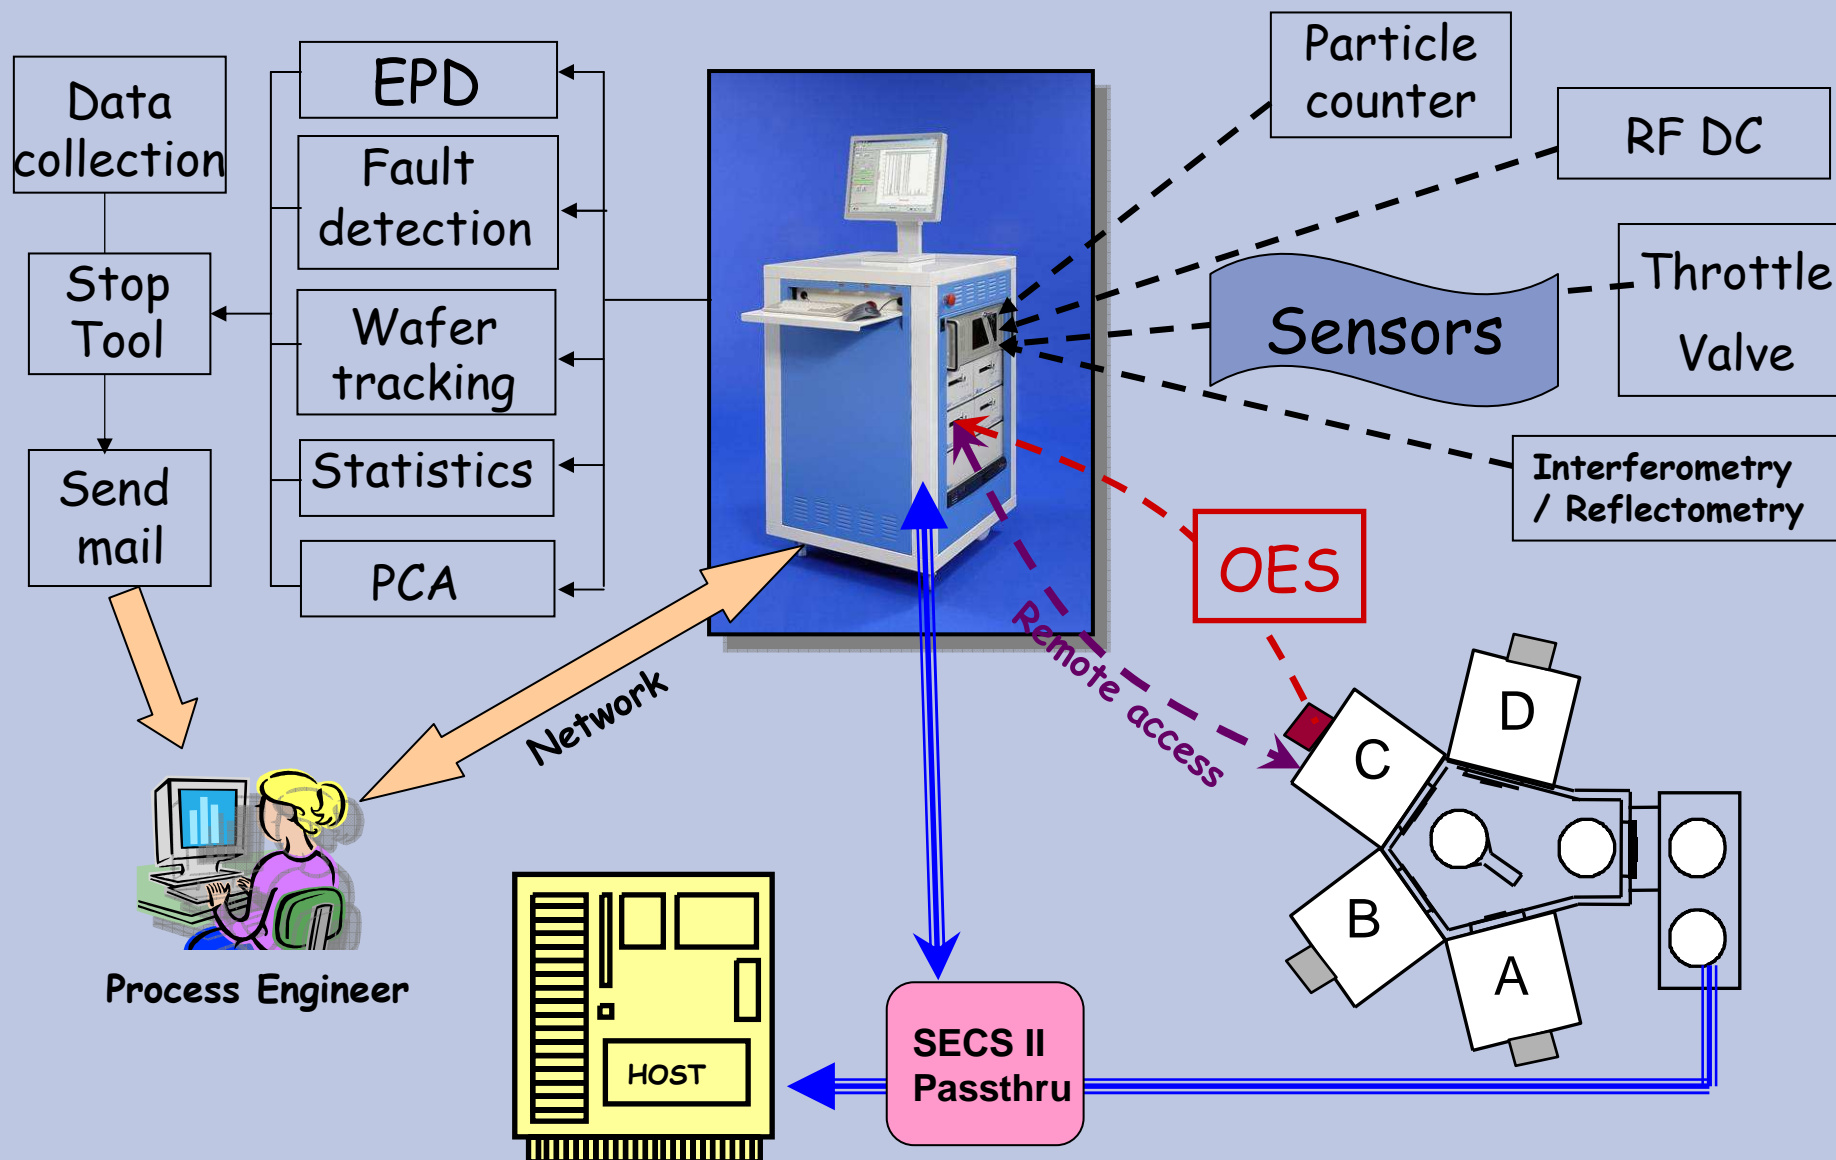 Data
collection
Stop
Tool
Send
mail
EPD
Fault
detection
Wafer
tracking
Statistics
PCA
Particle
counter
RF DC
Throttle
Valve
Sensors
Interferometry
/ Reflectometry
OES
Remote access
Network
Process Engineer
HOST
SECS II
Passthru
D
C
B
A